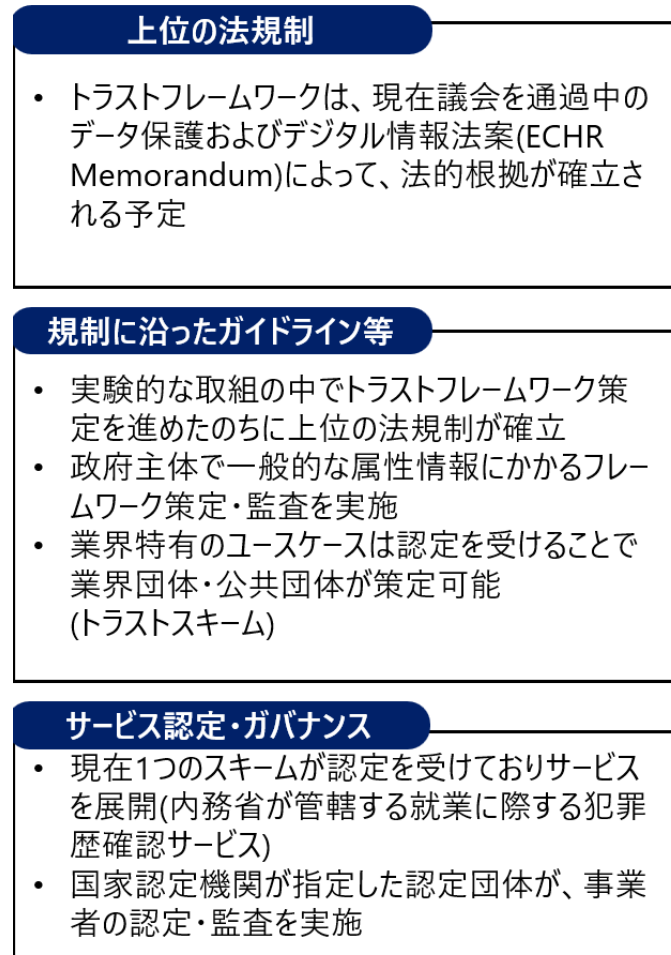 上位の法規制
• トラストフレームワークは、現在議会を通過中の
データ保護およびデジタル情報法案(ECHR
Memorandum)によって、法的根拠が確立さ
れる予定
規制に沿ったガイドライン等
• 実験的な取組の中でトラストフレームワーク策
定を進めたのちに上位の法規制が確立
• 政府主体で一般的な属性情報にかかるフレー
ムワーク策定・監査を実施
• 業界特有のユースケースは認定を受けることで
業界団体・公共団体が策定可能
(トラストスキーム)
サービス認定・ガバナンス
• 現在1つのスキームが認定を受けておりサービス
を展開(内務省が管轄する就業に際する犯罪
歴確認サービス)
• 国家認定機関が指定した認定団体が、事業
者の認定・監査を実施